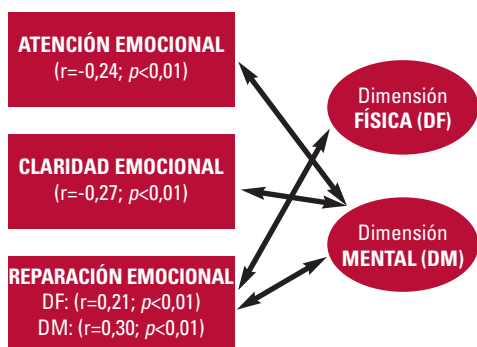 ATENCIÓN EMOCIONAL
(r=-0,24; p<0,01)
CLARIDAD EMOCIONAL
(r=-0,27; p<0,01)
REPARACIÓN EMOCIONAL
DF: (r=0,21; p<0,01)
DM: (r=0,30; p<0,01)
Dimensión
FÍSICA (DF)
Dimensión
MENTAL (DM)